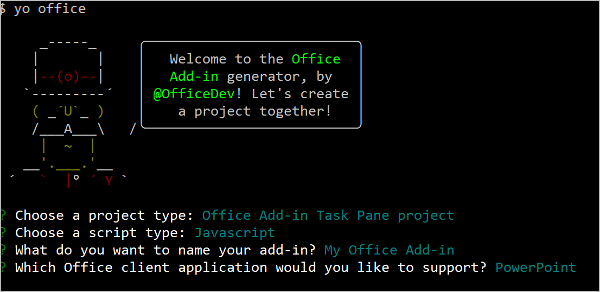 $ yo office
Welcome to the Office
Add-in generator, by
@OfficeDev! Let's create
a project together!
? Choose a project type: Office Add-in Task Pane project
? Choose a script type: Javascript
? What do you want to name your add-in? My Office Add-in
? Which Office client application would you like to support? PowerPoint